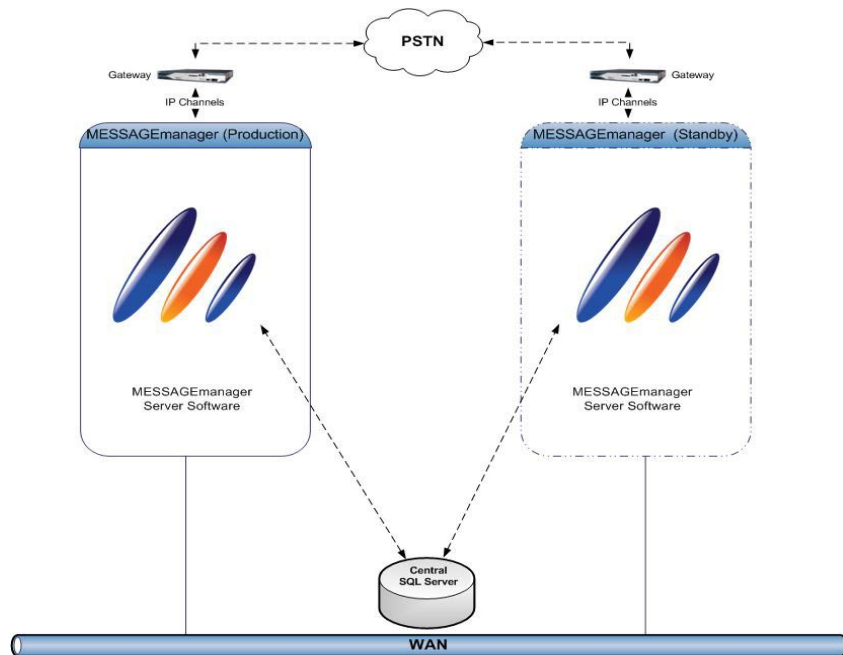 PSTN
Gateway
Gateway
IP Channels
IP Channels
MESSAGEmanager (Production)
MESSAGEmanager (Standby)
MESSAGEmanager
Server Software
MESSAGEmanager
Server Software
Central
SQL Server
WAN